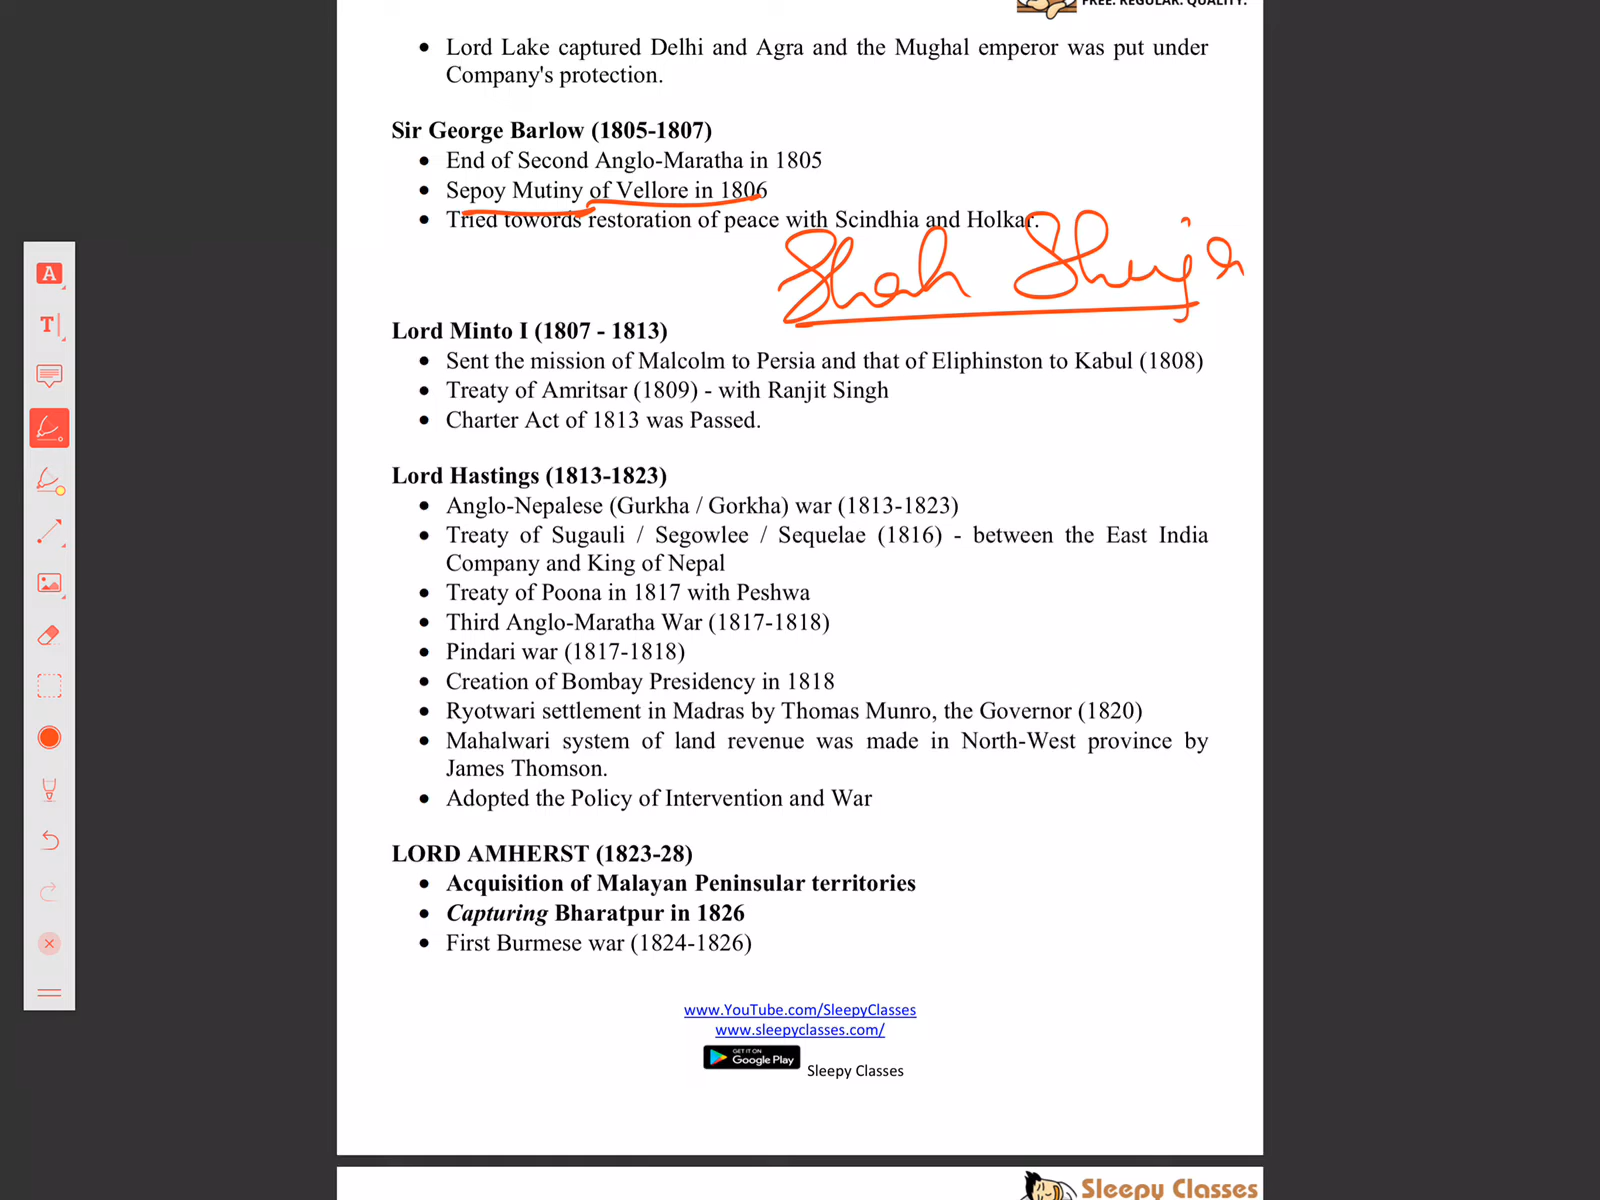 FREE. REGULAR. QUALITY.
• Lord Lake captured Delhi and Agra and the Mughal emperor was put under
Company's protection.
Sir George Barlow (1805-1807)
• End of Second Anglo-Maratha in 1805
• Sepoy Mutiny of Vellore in 1806
• Tried towords restoration of peace with Scindhia and Holkar.
Shah Shuja
Lord Minto I (1807 - 1813)
• Sent the mission of Malcolm to Persia and that of Eliphinston to Kabul (1808)
• Treaty of Amritsar (1809) - with Ranjit Singh
• Charter Act of 1813 was Passed.
Lord Hastings (1813-1823)
• Anglo-Nepalese (Gurkha / Gorkha) war (1813-1823)
• Treaty of Sugauli / Segowlee / Sequelae (1816) - between the East India
Company and King of Nepal
• Treaty of Poona in 1817 with Peshwa
• Third Anglo-Maratha War (1817-1818)
• Pindari war (1817-1818)
• Creation of Bombay Presidency in 1818
• Ryotwari settlement in Madras by Thomas Munro, the Governor (1820)
• Mahalwari system of land revenue was made in North-West province by
James Thomson.
• Adopted the Policy of Intervention and War
LORD AMHERST (1823-28)
• Acquisition of Malayan Peninsular territories
• Capturing Bharatpur in 1826
• First Burmese war (1824-1826)
www.YouTube.com/SleepyClasses
www.sleepyclasses.com/
GET IT ON
Google Play
Sleepy Classes
Sleepy Classes